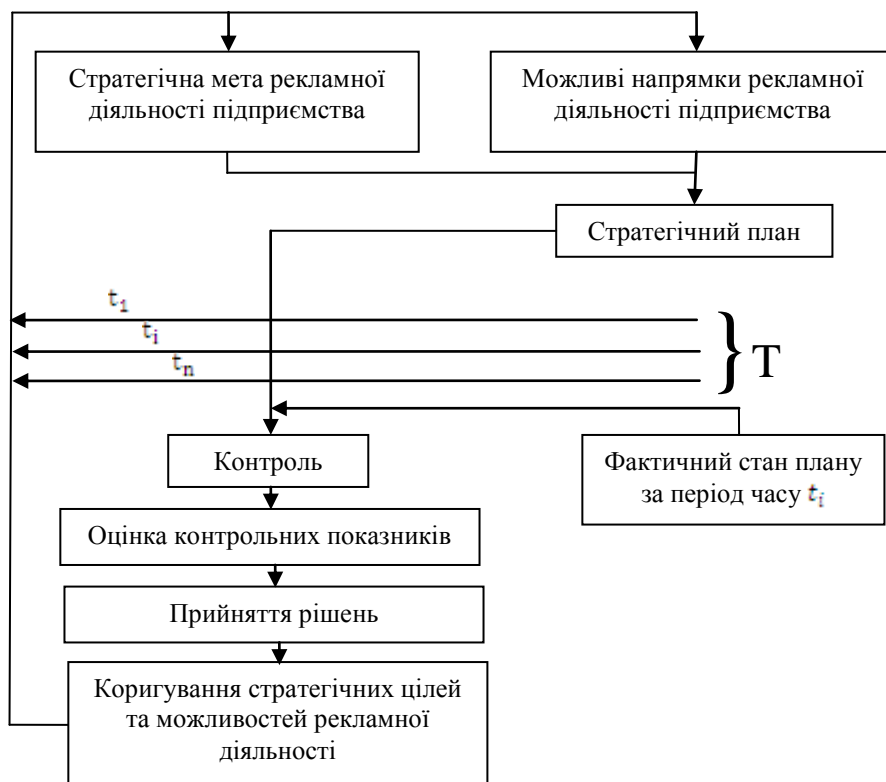 Стратегічна мета рекламної
діяльності підприємства
Можливі напрямки рекламної
діяльності підприємства
Стратегічний план
t₁
tᵢ
tₙ
} T
Контроль
Фактичний стан плану
за період часу tᵢ
Оцінка контрольних показників
Прийняття рішень
Коригування стратегічних цілей
та можливостей рекламної
діяльності